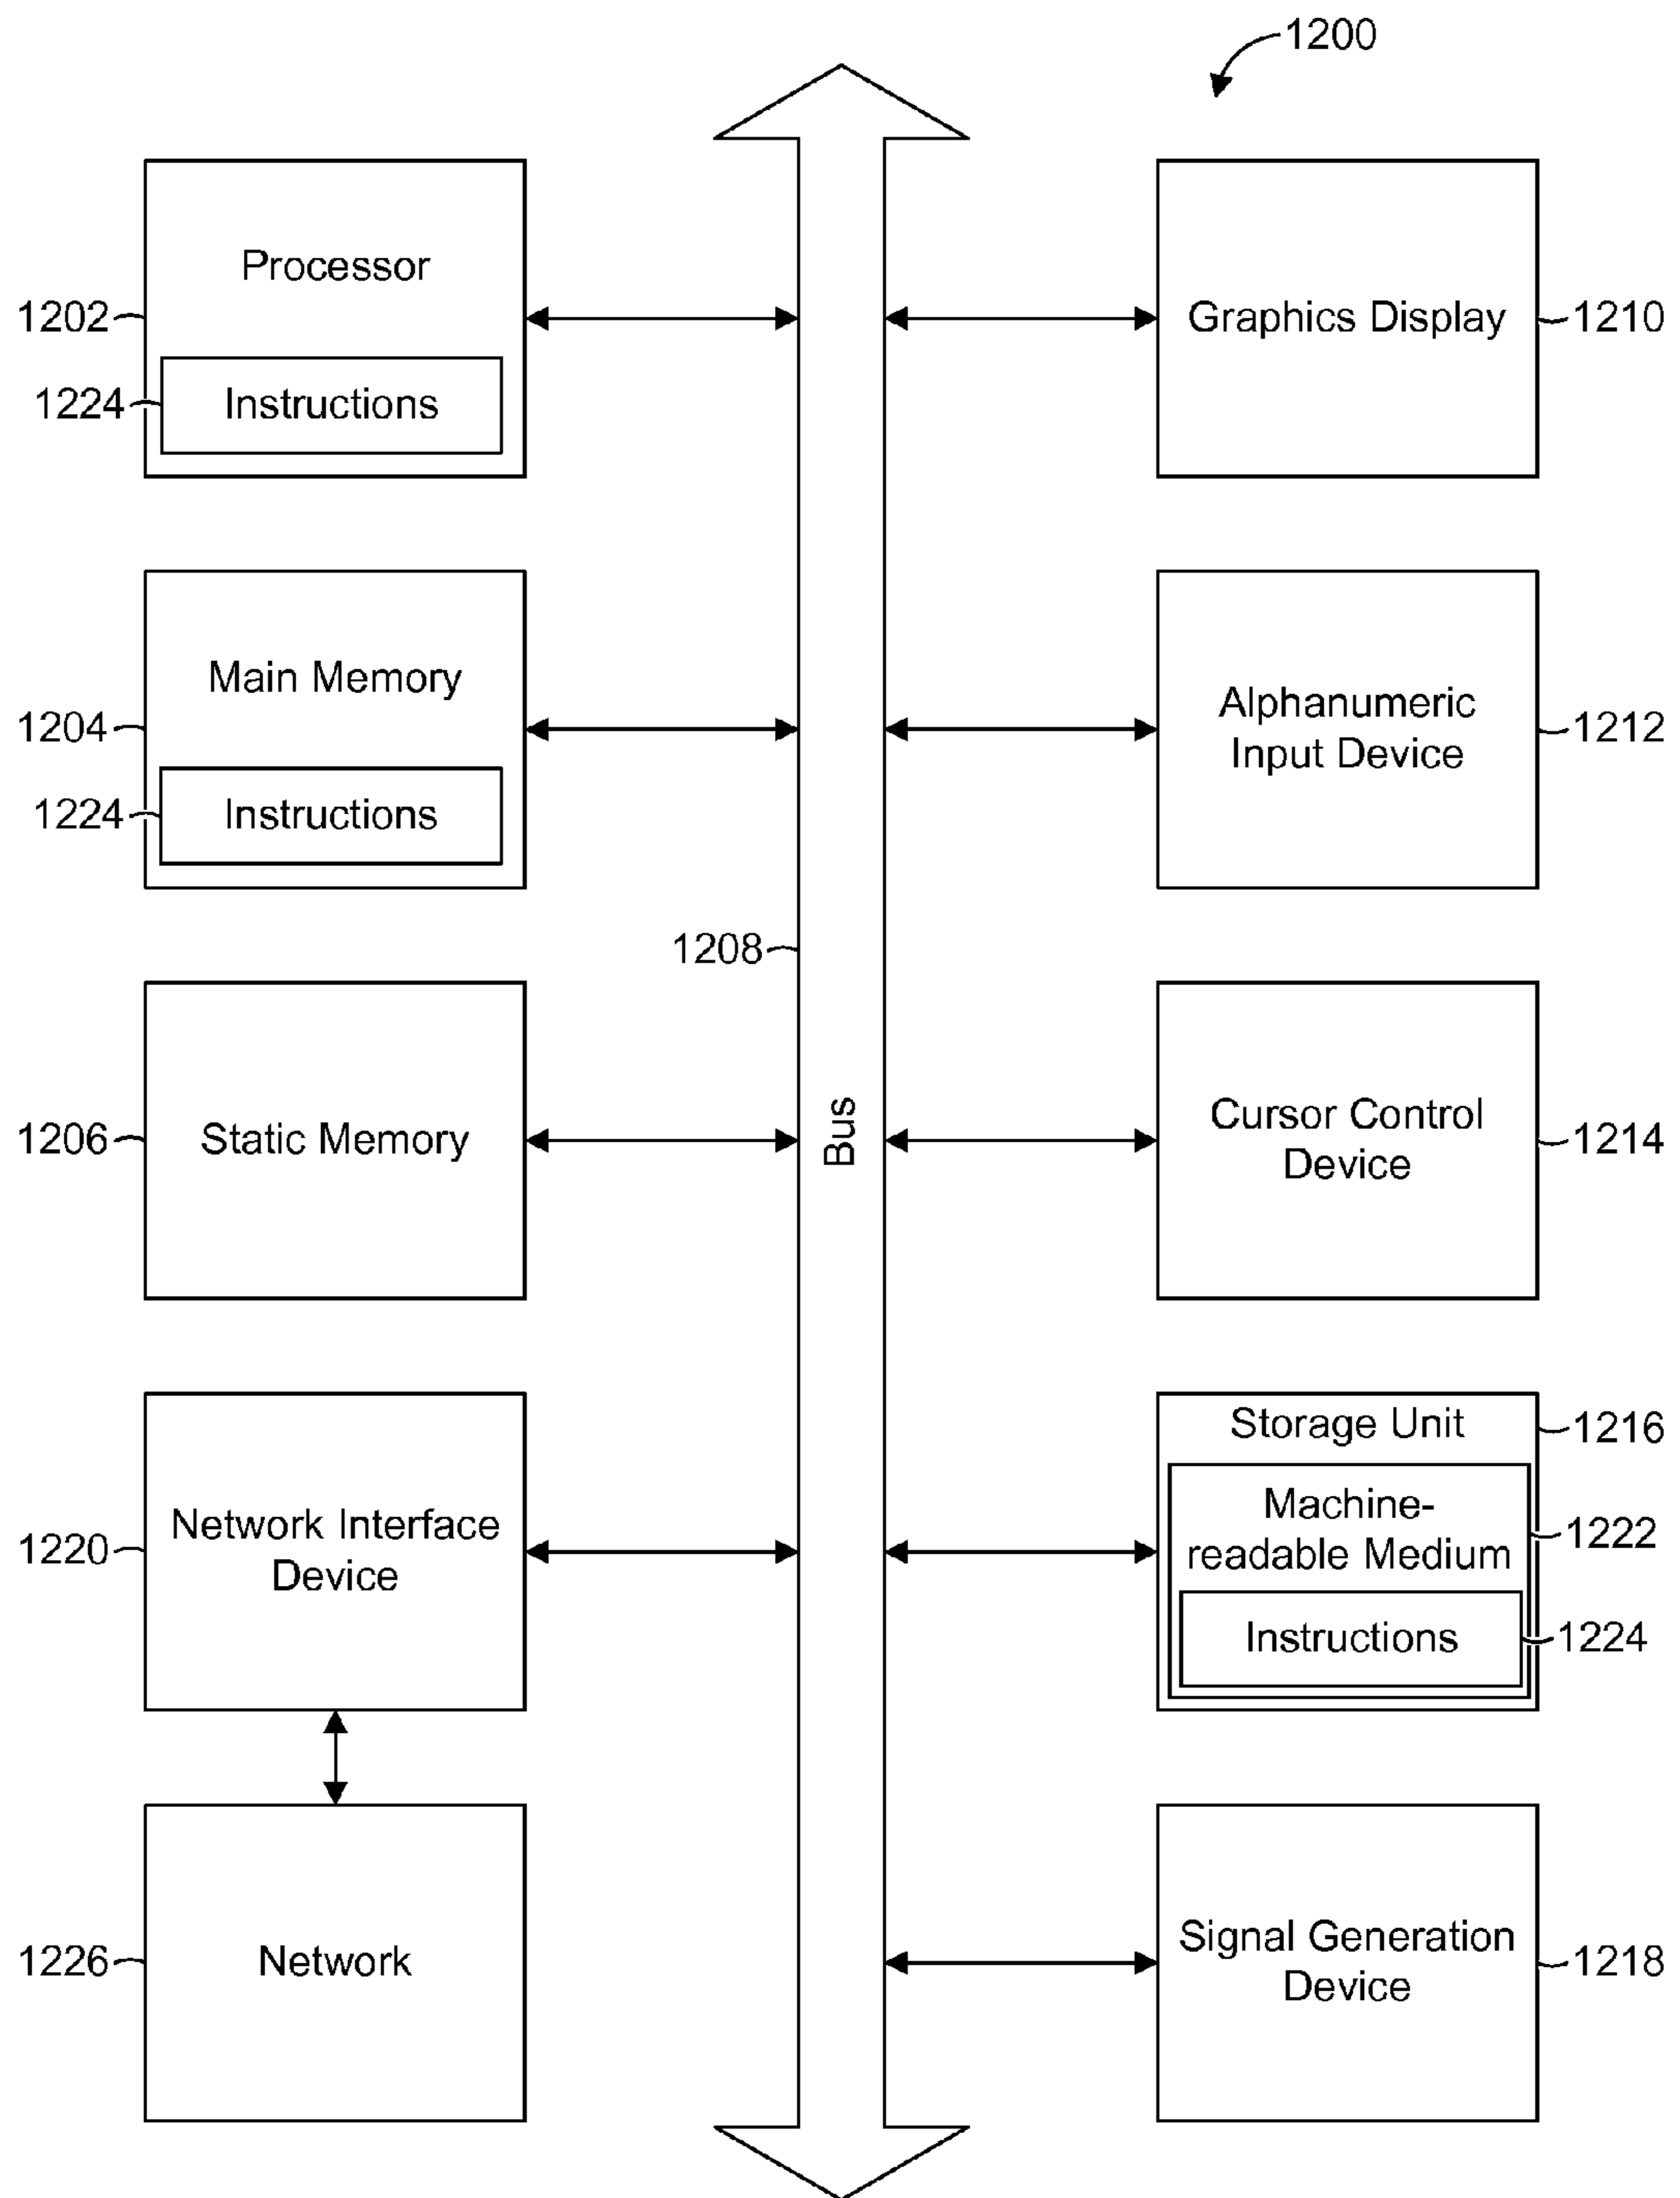 1200
Processor
1202
1224
Instructions
Graphics Display
1210
Main Memory
1204
1224
Instructions
Alphanumeric
Input Device
1212
1208
Bus
Static Memory
1206
Cursor Control
Device
1214
Network Interface
Device
1220
Storage Unit
1216
Machine-
readable Medium
1222
Instructions
1224
Network
1226
Signal Generation
Device
1218